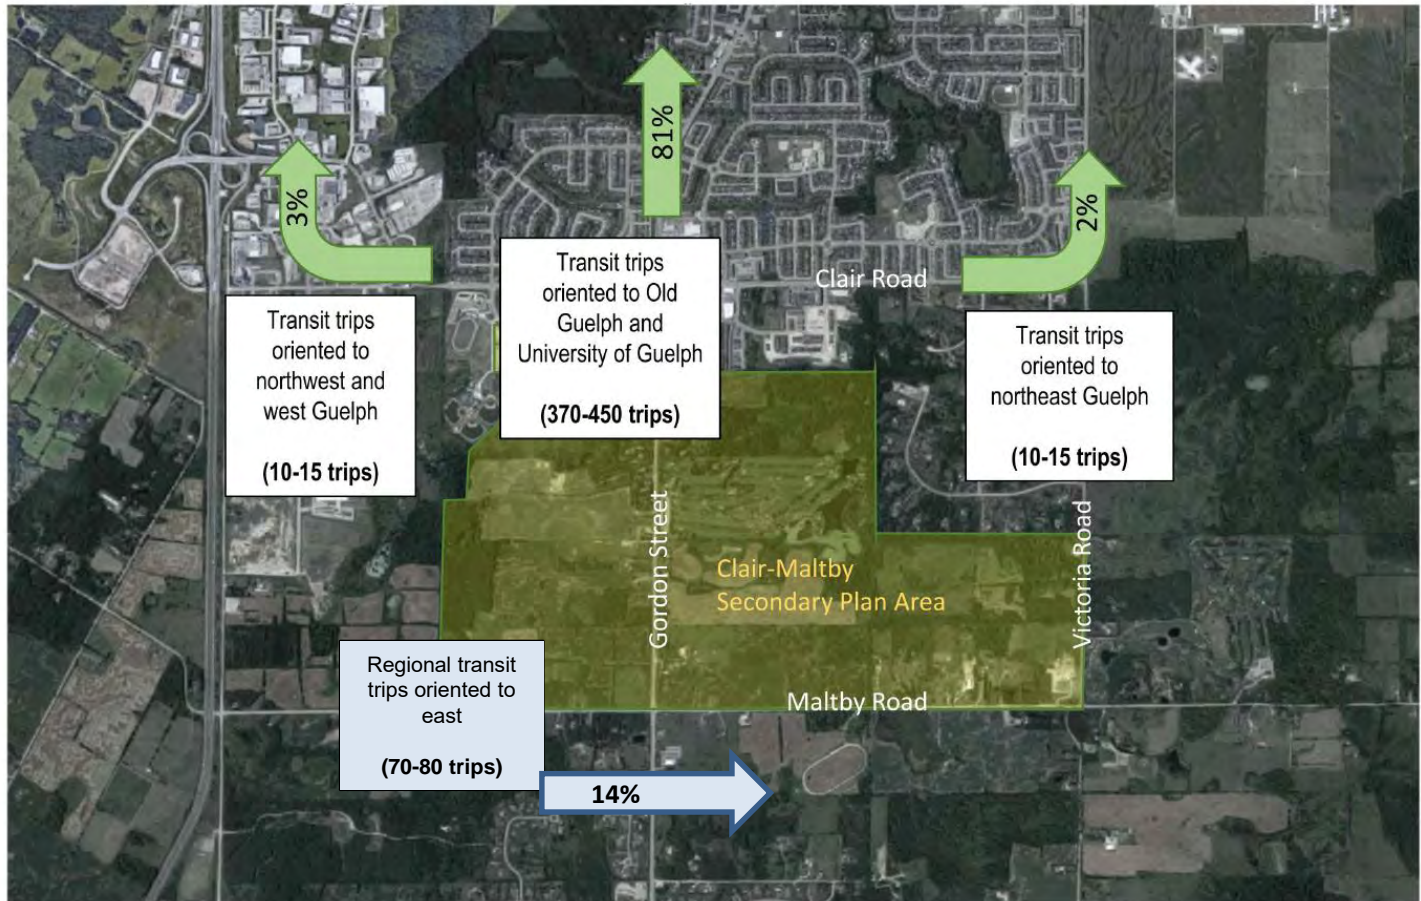 81%
3%
2%
Clair Road
Transit trips
oriented to Old
Guelph and
University of Guelph
(370-450 trips)
Transit trips
oriented to
northwest and
west Guelph
(10-15 trips)
Transit trips
oriented to
northeast Guelph
(10-15 trips)
Gordon Street
Clair-Maltby
Secondary Plan Area
Victoria Road
Maltby Road
Regional transit
trips oriented to
east
(70-80 trips)
14%